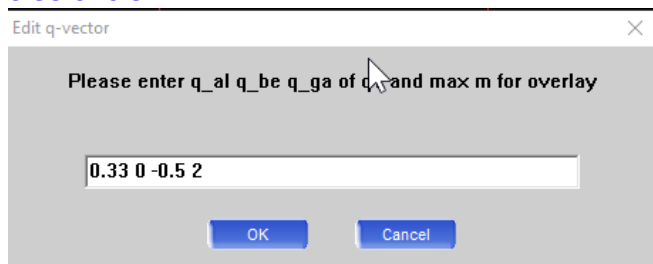 Edit q-vector
Please enter q_al q_be q_ga of and max m for overlay
0.33 0 -0.5 2
OK
Cancel